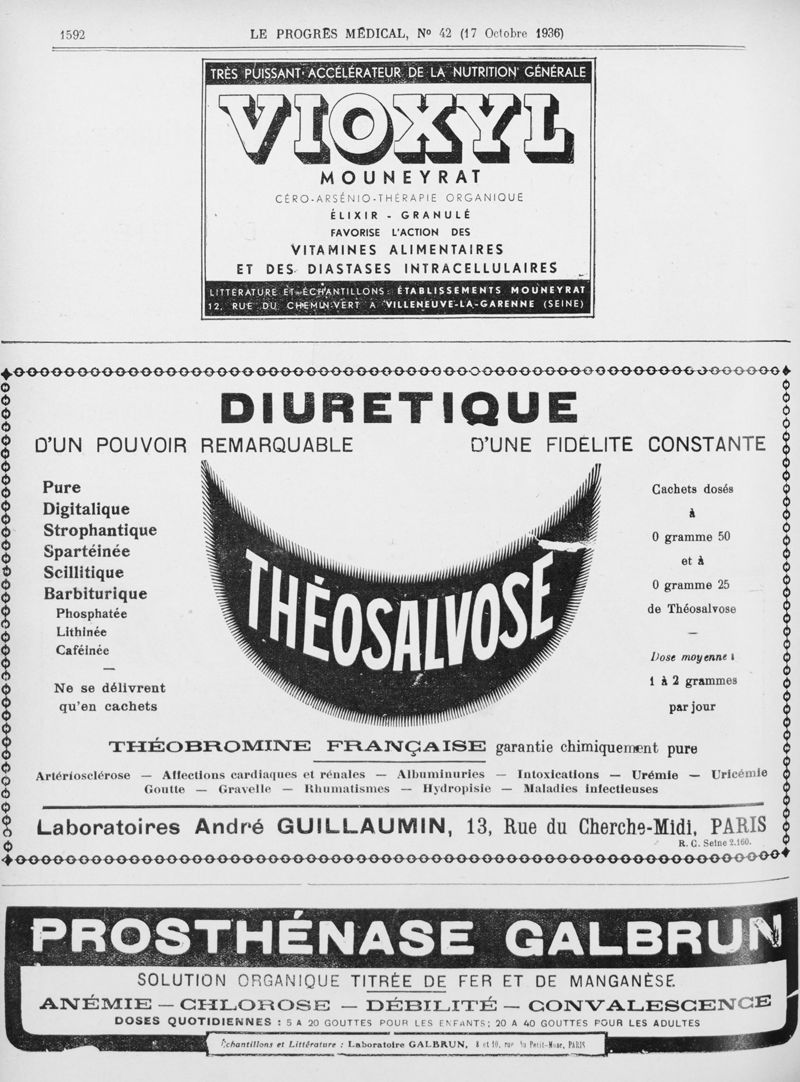 1592
LE PROGRÈS MÉDICAL, No 42 (17 Octobre 1936)
TRÈS PUISSANT ACCÉLÉRATEUR DE LA NUTRITION GÉNÉRALE
VIOXYL
MOUNEYRAT
CÉRO-ARSÉNIO-THÉRAPIE ORGANIQUE
ÉLIXIR - GRANULÉ
FAVORISE L'ACTION DES
VITAMINES ALIMENTAIRES
ET DES DIASTASES INTRACELLULAIRES
LITTÉRATURE ET ÉCHANTILLONS: ÉTABLISSEMENTS MOUNEYRAT
12, RUE DU CHEMIN-VERT A VILLENEUVE-LA-GARENNE (SEINE)
DIURETIQUE
D'UN POUVOIR REMARQUABLE
D'UNE FIDELITE CONSTANTE
Pure
Digitalique
Strophantique
Spartéinée
Scillitique
Barbiturique
Phosphatée
Lithinée
Caféinée
—
Ne se délivrent
qu'en cachets
THÉOSALVOSE
Cachets dosés
à
0 gramme 50
et à
0 gramme 25
de Théosalvose
—
Dose moyenne :
1 à 2 grammes
par jour
THÉOBROMINE FRANÇAISE garantie chimiquement pure
Artériosclérose — Affections cardiaques et rénales — Albuminuries — Intoxications — Urémie — Uricémie
Goutte — Gravelle — Rhumatismes — Hydropisie — Maladies infectieuses
Laboratoires André GUILLAUMIN, 13, Rue du Cherche-Midi, PARIS
R. C. Seine 2.160.
PROSTHÉNASE GALBRUN
SOLUTION ORGANIQUE TITRÉE DE FER ET DE MANGANÈSE
ANÉMIE — CHLOROSE — DÉBILITÉ — CONVALESCENCE
DOSES QUOTIDIENNES : 5 A 20 GOUTTES POUR LES ENFANTS; 20 A 40 GOUTTES POUR LES ADULTES
Échantillons et Littérature : Laboratoire GALBRUN, 8 et 10, rue du Petit-Musc, PARIS